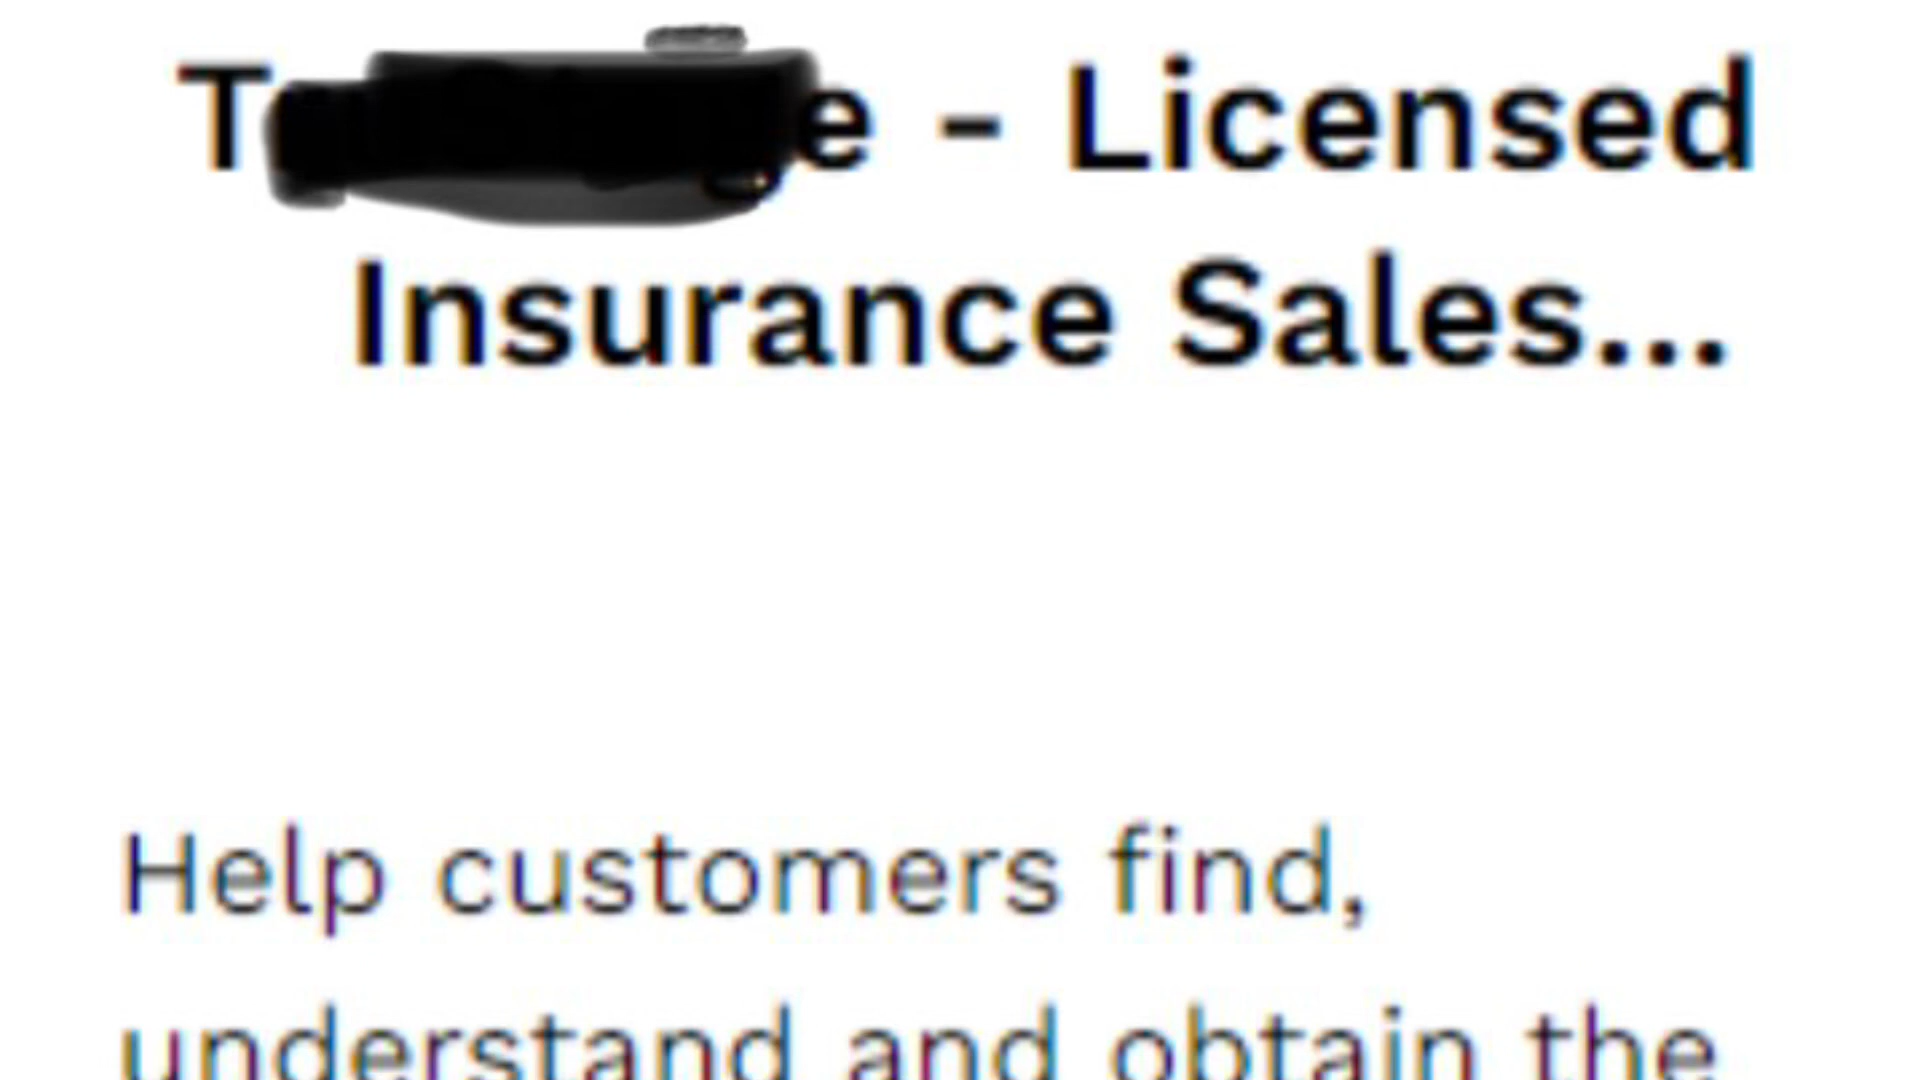 - Licensed
Insurance Sales...
Help customers find,
understand and obtain the